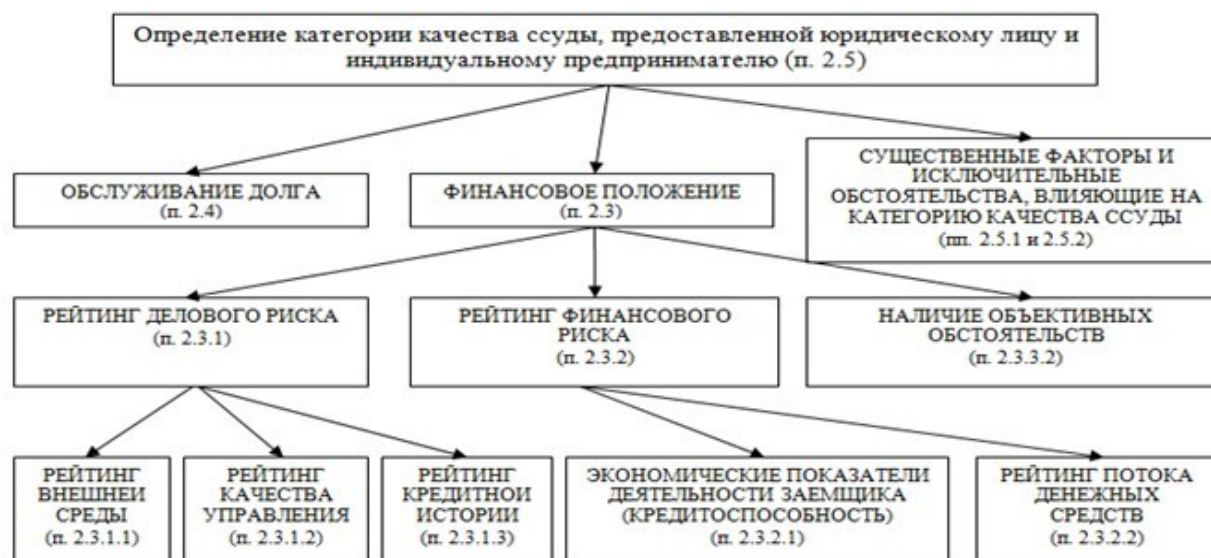 Определение категории качества ссуды, предоставленной юридическому лицу и
индивидуальному предпринимателю (п. 2.5)
ОБСЛУЖИВАНИЕ ДОЛГА
(п. 2.4)
ФИНАНСОВОЕ ПОЛОЖЕНИЕ
(п. 2.3)
СУЩЕСТВЕННЫЕ ФАКТОРЫ И
ИСКЛЮЧИТЕЛЬНЫЕ
ОБСТОЯТЕЛЬСТВА, ВЛИЯЮЩИЕ НА
КАТЕГОРИЮ КАЧЕСТВА ССУДЫ
(пп. 2.5.1 и 2.5.2)
РЕЙТИНГ ДЕЛОВОГО РИСКА
(п. 2.3.1)
РЕЙТИНГ ФИНАНСОВОГО
РИСКА
(п. 2.3.2)
НАЛИЧИЕ ОБЪЕКТИВНЫХ
ОБСТОЯТЕЛЬСТВ
(п. 2.3.3.2)
РЕЙТИНГ
ВНЕШНЕЙ
СРЕДЫ
(п. 2.3.1.1)
РЕЙТИНГ
КАЧЕСТВА
УПРАВЛЕНИЯ
(п. 2.3.1.2)
РЕЙТИНГ
КРЕДИТНОЙ
ИСТОРИИ
(п. 2.3.1.3)
ЭКОНОМИЧЕСКИЕ ПОКАЗАТЕЛИ
ДЕЯТЕЛЬНОСТИ ЗАЕМЩИКА
(КРЕДИТОСПОСОБНОСТЬ)
(п. 2.3.2.1)
РЕЙТИНГ ПОТОКА
ДЕНЕЖНЫХ
СРЕДСТВ
(п. 2.3.2.2)